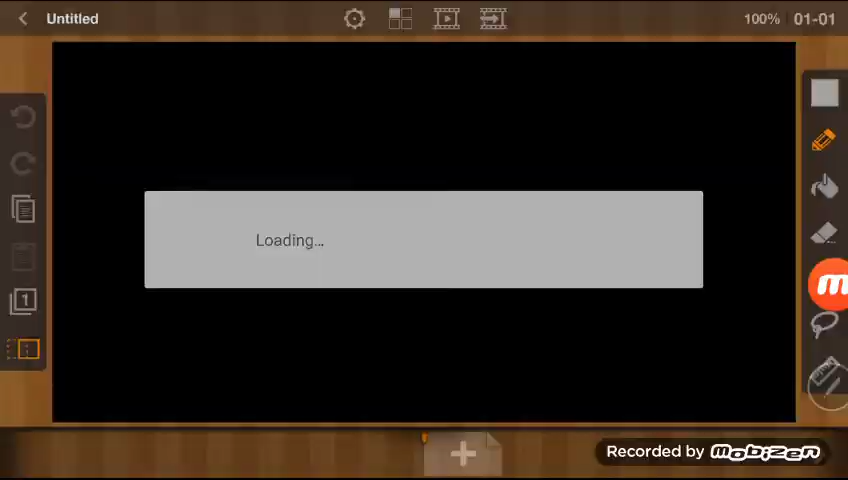 Untitled
100%
01-01
Loading...
1
Recorded by MOBIZEN